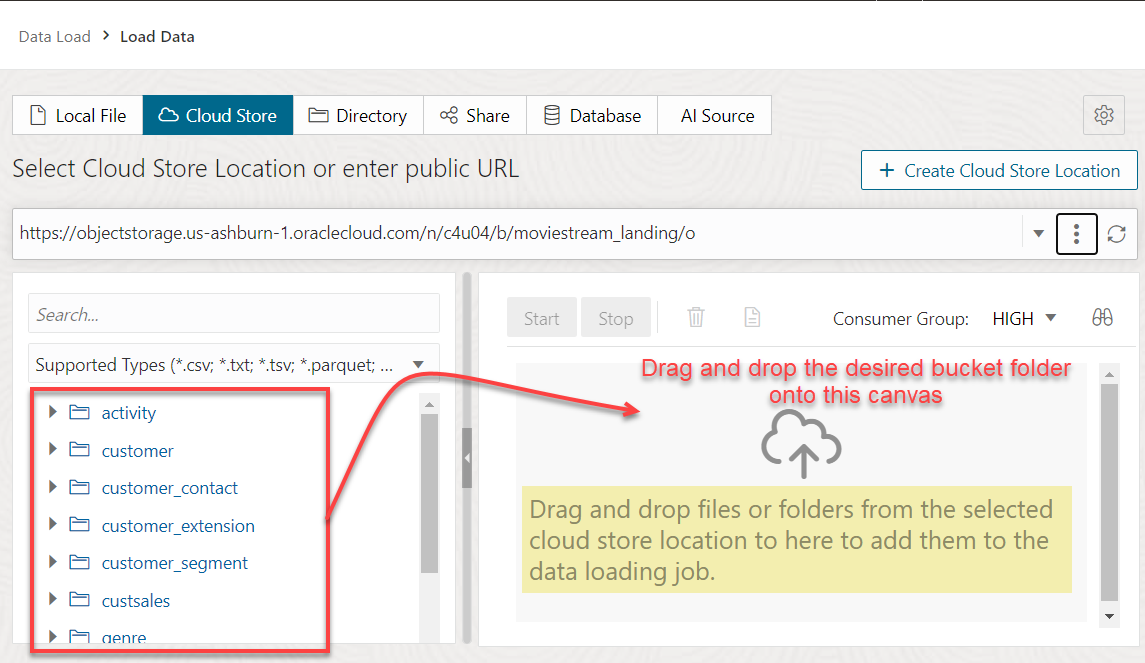 Data Load > Load Data
Local File
Cloud Store
Directory
Share
Database
AI Source
Select Cloud Store Location or enter public URL
+ Create Cloud Store Location
https://objectstorage.us-ashburn-1.oraclecloud.com/n/c4u04/b/moviestream_landing/o
Search...
Supported Types (*.csv; *.txt; *.tsv; *.parquet; ...
activity
customer
customer_contact
customer_extension
customer_segment
custsales
genre
Start
Stop
Consumer Group:
HIGH
Drag and drop the desired bucket folder
onto this canvas
Drag and drop files or folders from the selected
cloud store location to here to add them to the
data loading job.